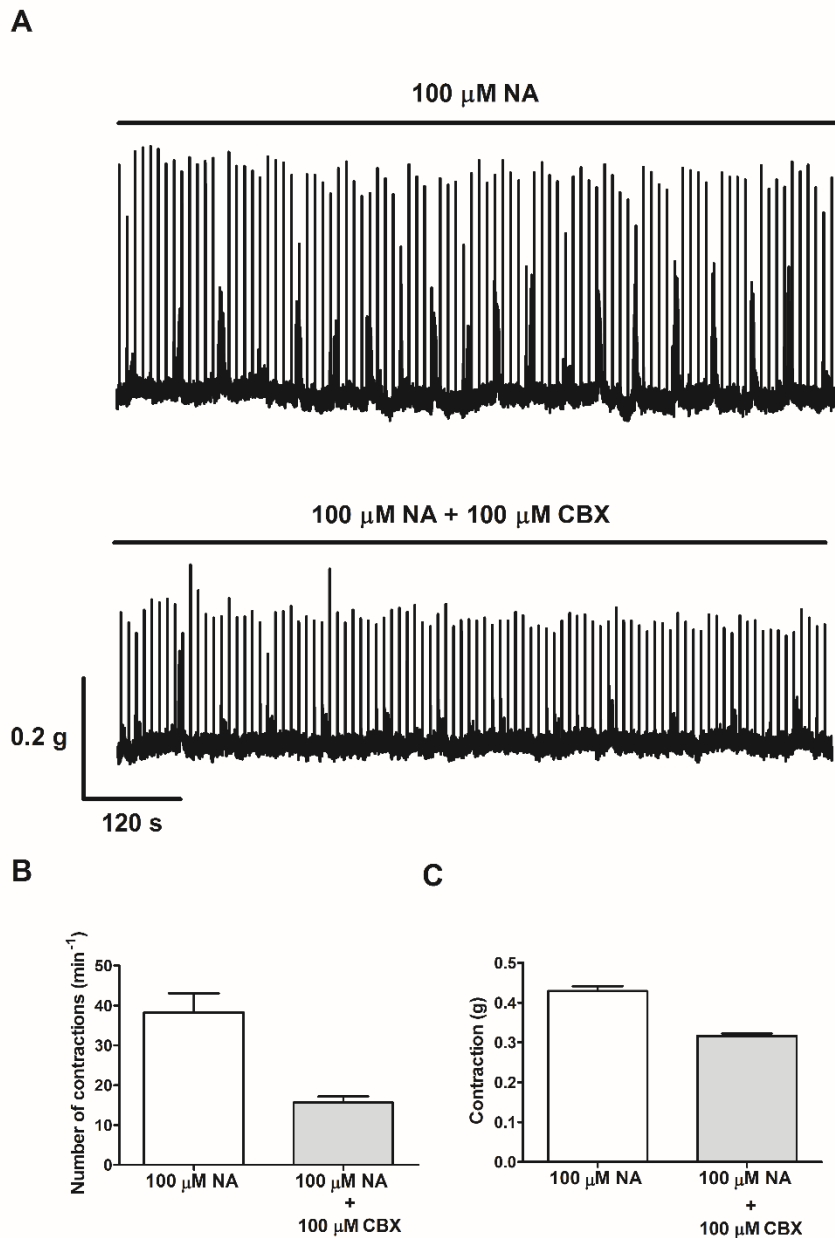 A
100 μM NA
100 μM NA + 100 μM CBX
0.2 g
120 s
B
C
Number of contractions (min⁻¹)
50
40
30
20
10
0
100 μM NA
100 μM NA
+
100 μM CBX
Contraction (g)
0.5
0.4
0.3
0.2
0.1
0.0
100 μM NA
100 μM NA
+
100 μM CBX